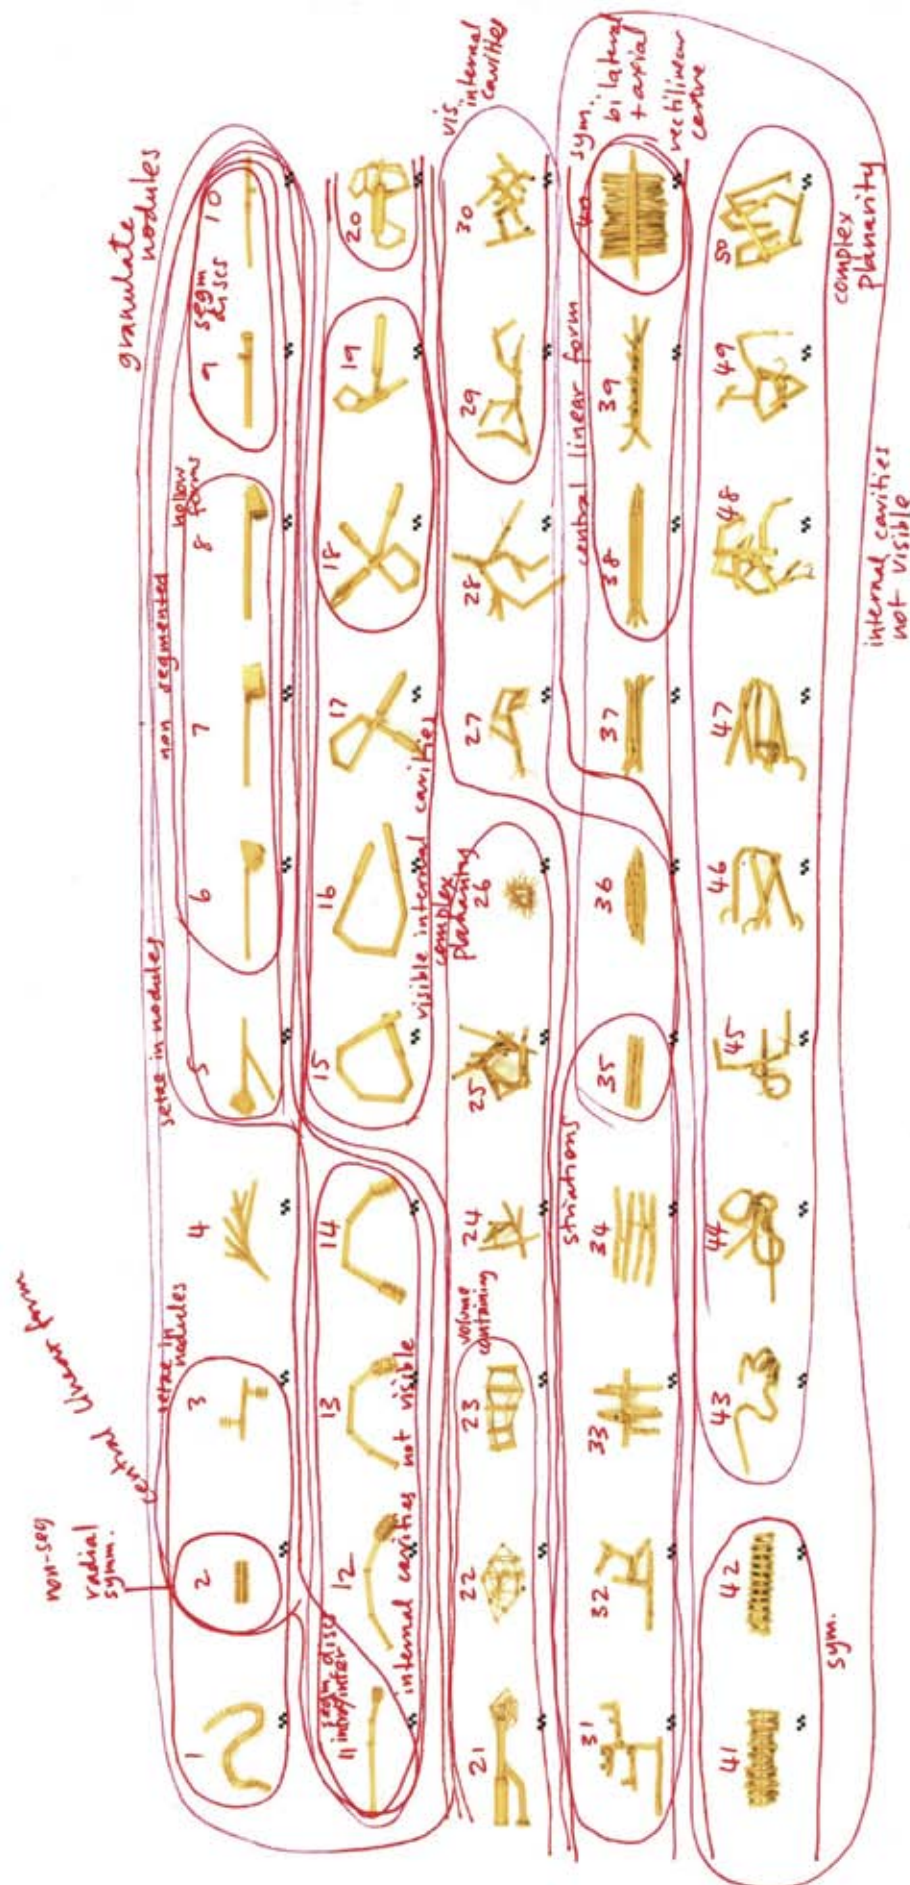 granulate
nodules
setae in nodules
non segmented
hollow
forms
segm
discs
1
2
3
4
5
6
7
8
9
10
non-seg
radial
symm.
central linear form
setae in
nodules
11
12
13
14
15
16
17
18
19
20
segm disc
intra/inter
internal cavities not visible
visible internal cavities
vis. internal
cavities
21
22
23
24
25
26
27
28
29
30
volume
containing
complex
planarity
31
32
33
34
35
36
37
38
39
40
striations
central linear form
sym.: bi lateral
+ axial
rectilinear
centre
41
42
43
44
45
46
47
48
49
50
sym.
complex
planarity
internal cavities
not visible